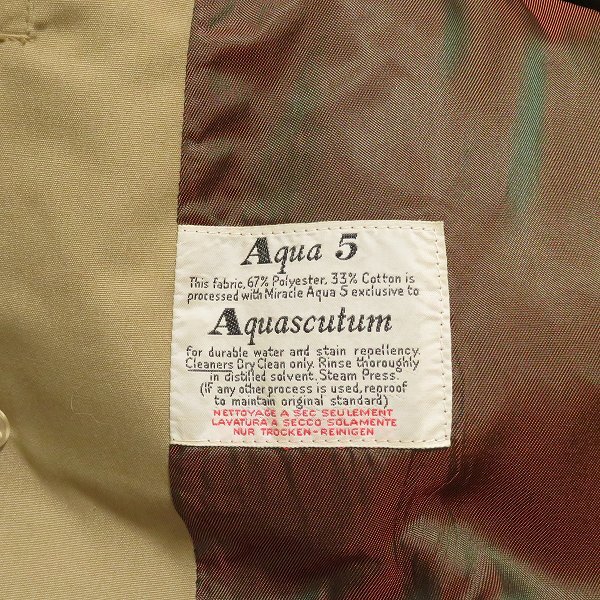 Aqua 5
This fabric, 67% Polyester, 33% Cotton is
processed with Miracle Aqua 5 exclusive to
Aquascutum
for durable water and stain repellency.
Cleaners Dry Clean only. Rinse thoroughly
in distilled solvent. Steam Press.
(If any other process is used, reproof
to maintain original standard)
NETTOYAGE A SEC SEULEMENT
LAVATURA A SECCO SOLAMENTE
NUR TROCKEN-REINIGEN